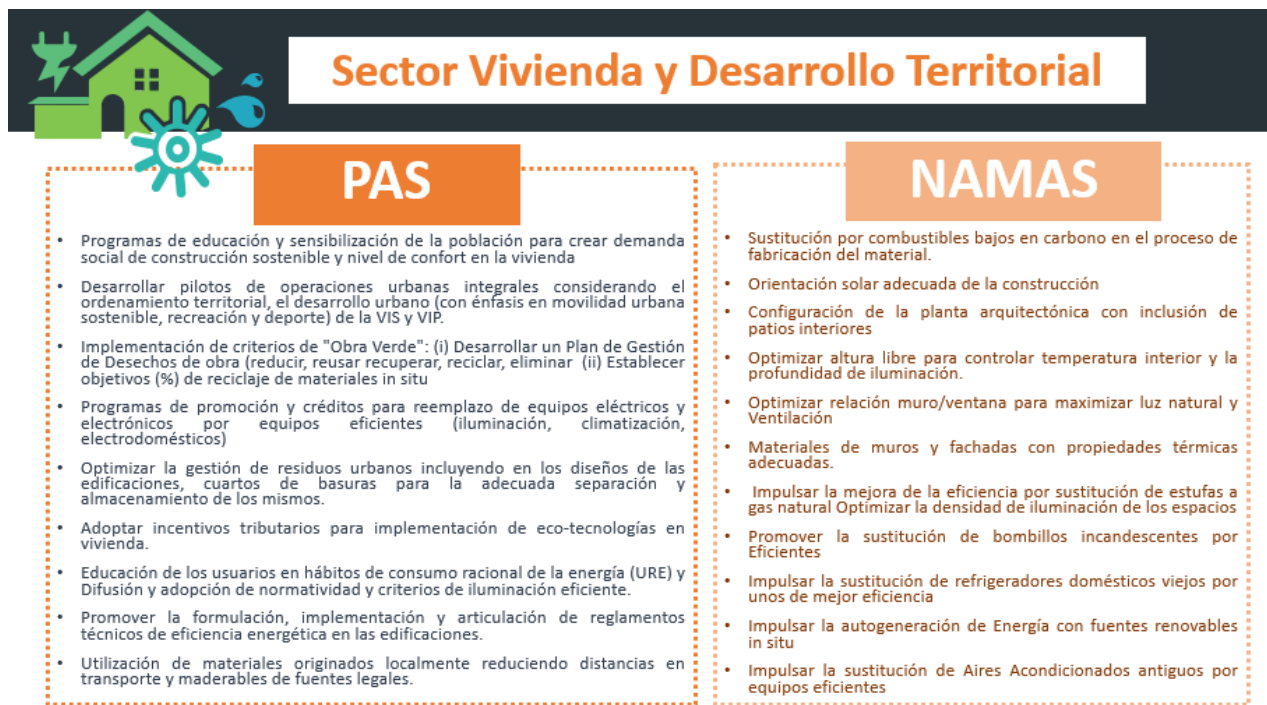 Sector Vivienda y Desarrollo Territorial
PAS
• Programas de educación y sensibilización de la población para crear demanda
social de construcción sostenible y nivel de confort en la vivienda
• Desarrollar pilotos de operaciones urbanas integrales considerando el
ordenamiento territorial, el desarrollo urbano (con énfasis en movilidad urbana
sostenible, recreación y deporte) de la VIS y VIP.
• Implementación de criterios de "Obra Verde": (i) Desarrollar un Plan de Gestión
de Desechos de obra (reducir, reusar recuperar, reciclar, eliminar (ii) Establecer
objetivos (%) de reciclaje de materiales in situ
• Programas de promoción y créditos para reemplazo de equipos eléctricos y
electrónicos por equipos eficientes (iluminación, climatización,
electrodomésticos)
• Optimizar la gestión de residuos urbanos incluyendo en los diseños de las
edificaciones, cuartos de basuras para la adecuada separación y
almacenamiento de los mismos.
• Adoptar incentivos tributarios para implementación de eco-tecnologías en
vivienda.
• Educación de los usuarios en hábitos de consumo racional de la energía (URE) y
Difusión y adopción de normatividad y criterios de iluminación eficiente.
• Promover la formulación, implementación y articulación de reglamentos
técnicos de eficiencia energética en las edificaciones.
• Utilización de materiales originados localmente reduciendo distancias en
transporte y maderables de fuentes legales.
NAMAS
• Sustitución por combustibles bajos en carbono en el proceso de
fabricación del material.
• Orientación solar adecuada de la construcción
• Configuración de la planta arquitectónica con inclusión de
patios interiores
• Optimizar altura libre para controlar temperatura interior y la
profundidad de iluminación.
• Optimizar relación muro/ventana para maximizar luz natural y
Ventilación
• Materiales de muros y fachadas con propiedades térmicas
adecuadas.
• Impulsar la mejora de la eficiencia por sustitución de estufas a
gas natural Optimizar la densidad de iluminación de los espacios
• Promover la sustitución de bombillos incandescentes por
Eficientes
• Impulsar la sustitución de refrigeradores domésticos viejos por
unos de mejor eficiencia
• Impulsar la autogeneración de Energía con fuentes renovables
in situ
• Impulsar la sustitución de Aires Acondicionados antiguos por
equipos eficientes